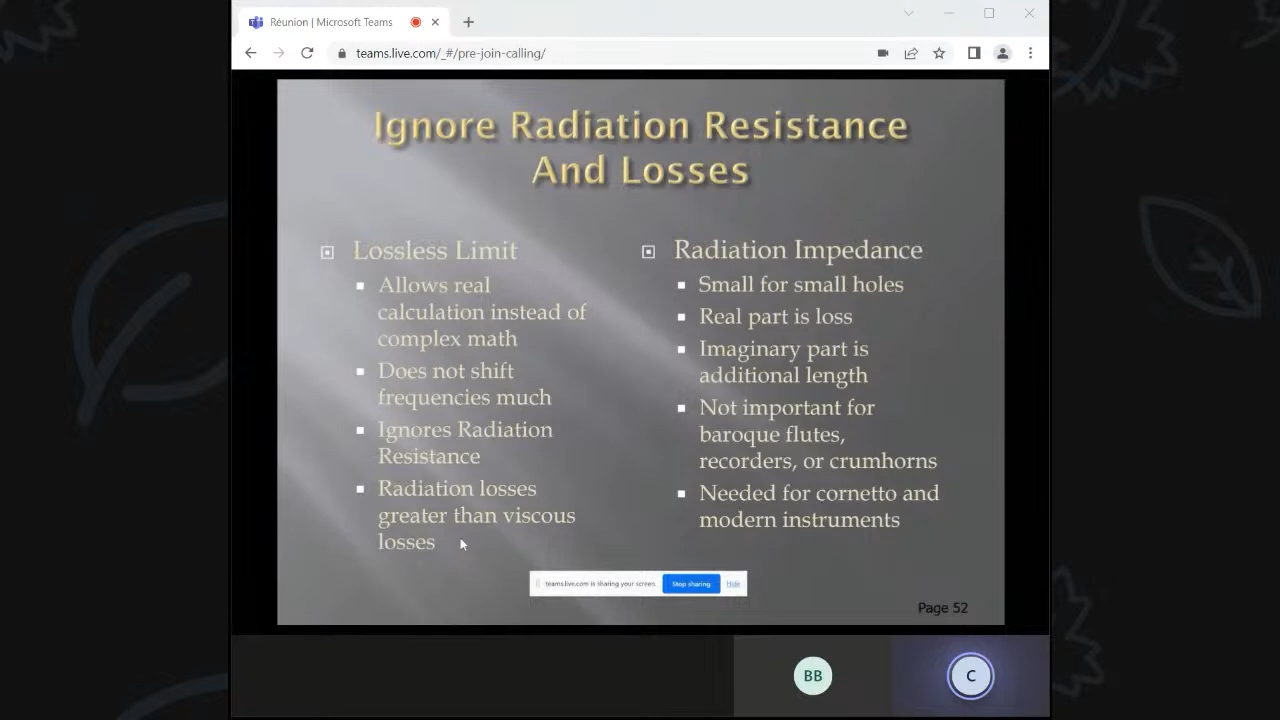 Réunion | Microsoft Teams
teams.live.com/_#/pre-join-calling/
Ignore Radiation Resistance
And Losses
Lossless Limit
Allows real
calculation instead of
complex math
Does not shift
frequencies much
Ignores Radiation
Resistance
Radiation losses
greater than viscous
losses
Radiation Impedance
Small for small holes
Real part is loss
Imaginary part is
additional length
Not important for
baroque flutes,
recorders, or crumhorns
Needed for cornetto and
modern instruments
teams.live.com is sharing your screen. Stop sharing Hide
Page 52
BB
C